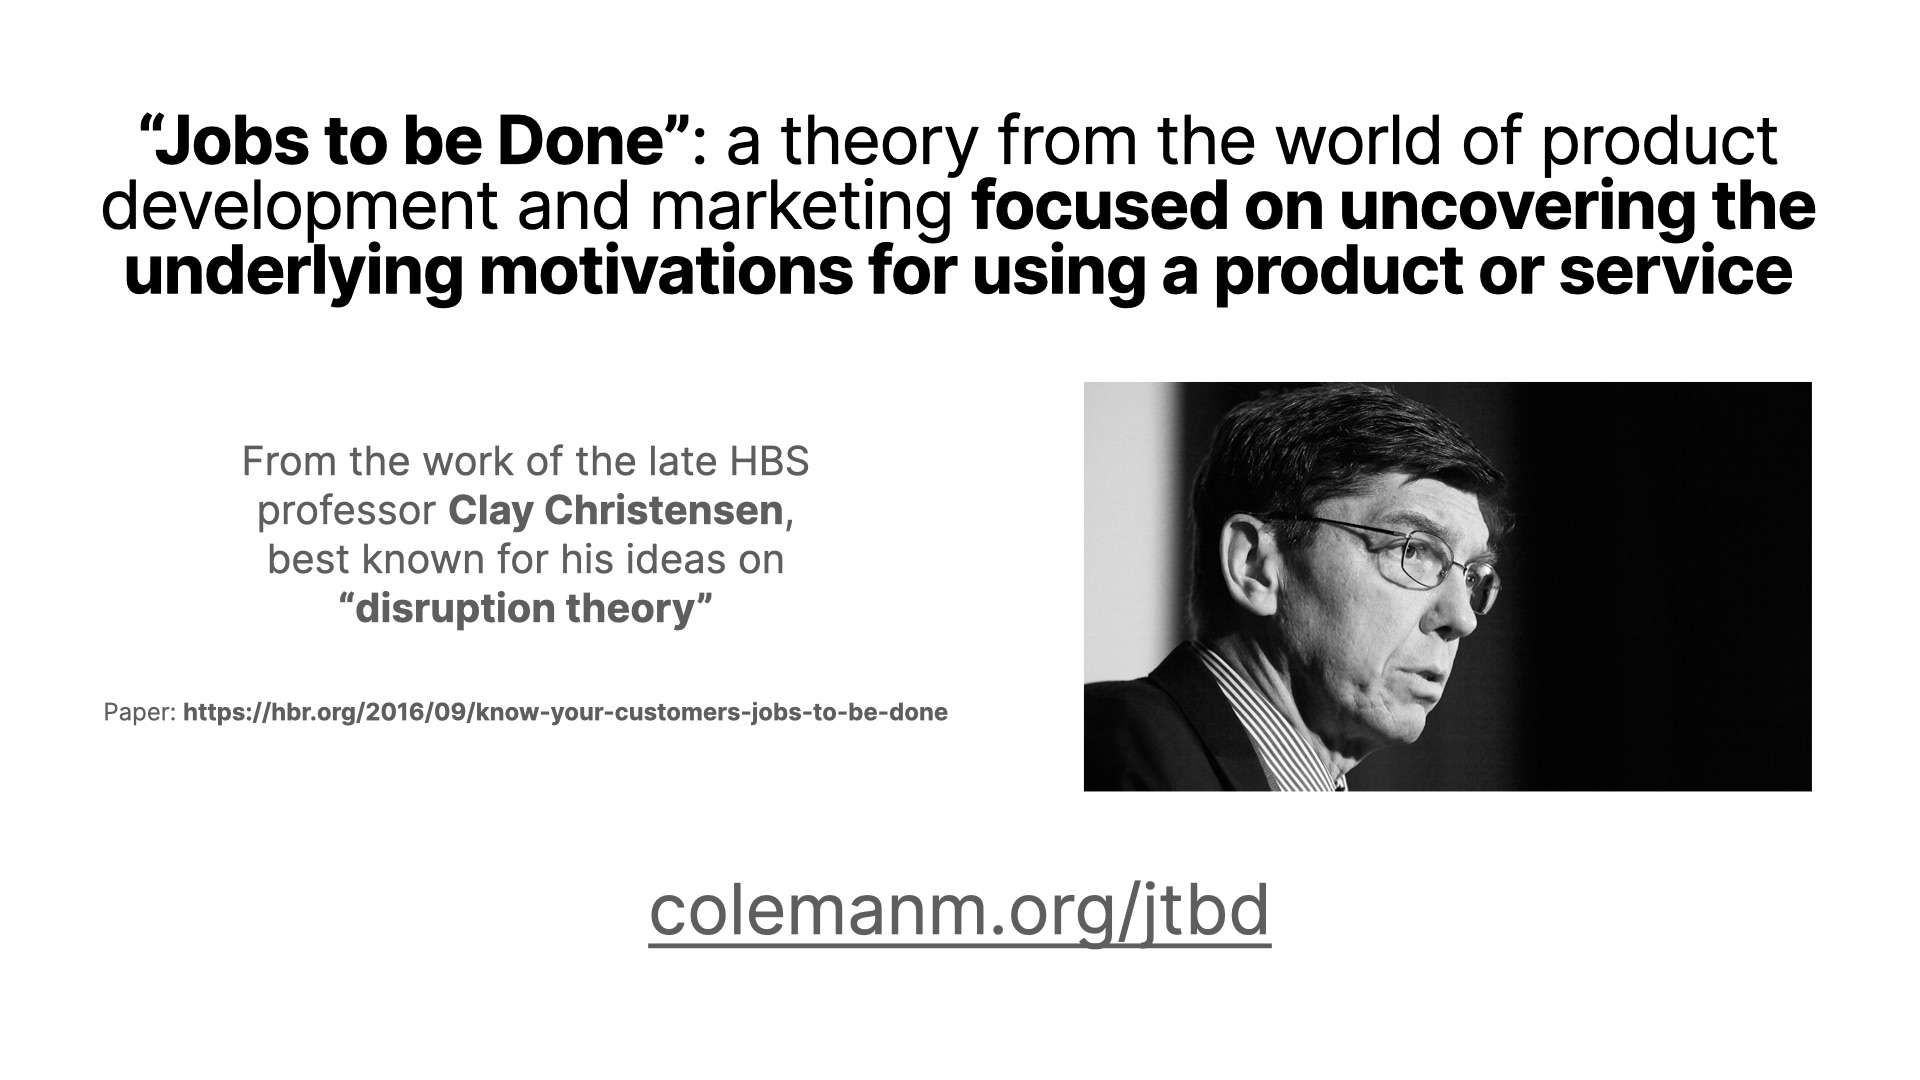 “Jobs to be Done”: a theory from the world of product
development and marketing focused on uncovering the
underlying motivations for using a product or service
From the work of the late HBS
professor Clay Christensen,
best known for his ideas on
“disruption theory”
Paper: https://hbr.org/2016/09/know-your-customers-jobs-to-be-done
colemanm.org/jtbd